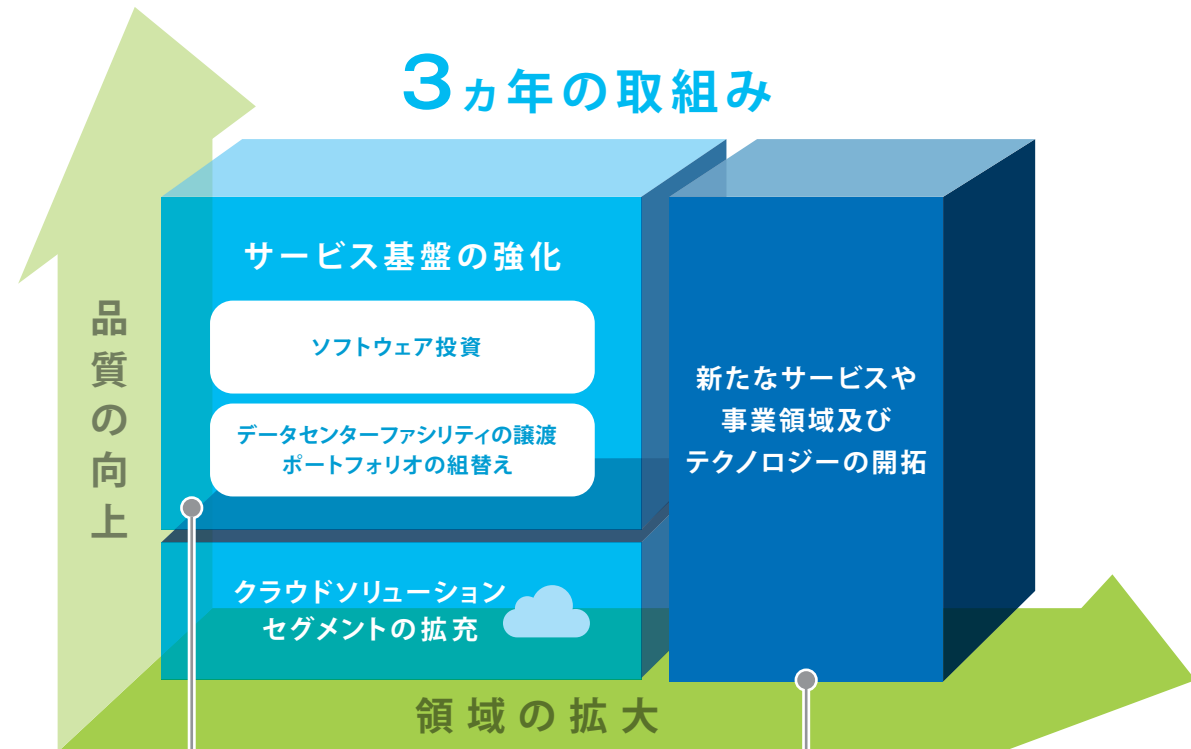 3ヵ年の取組み
サービス基盤の強化
ソフトウェア投資
データセンターファシリティの譲渡
ポートフォリオの組替え
クラウドソリューション
セグメントの拡充
新たなサービスや
事業領域及び
テクノロジーの開拓
品質の向上
領域の拡大